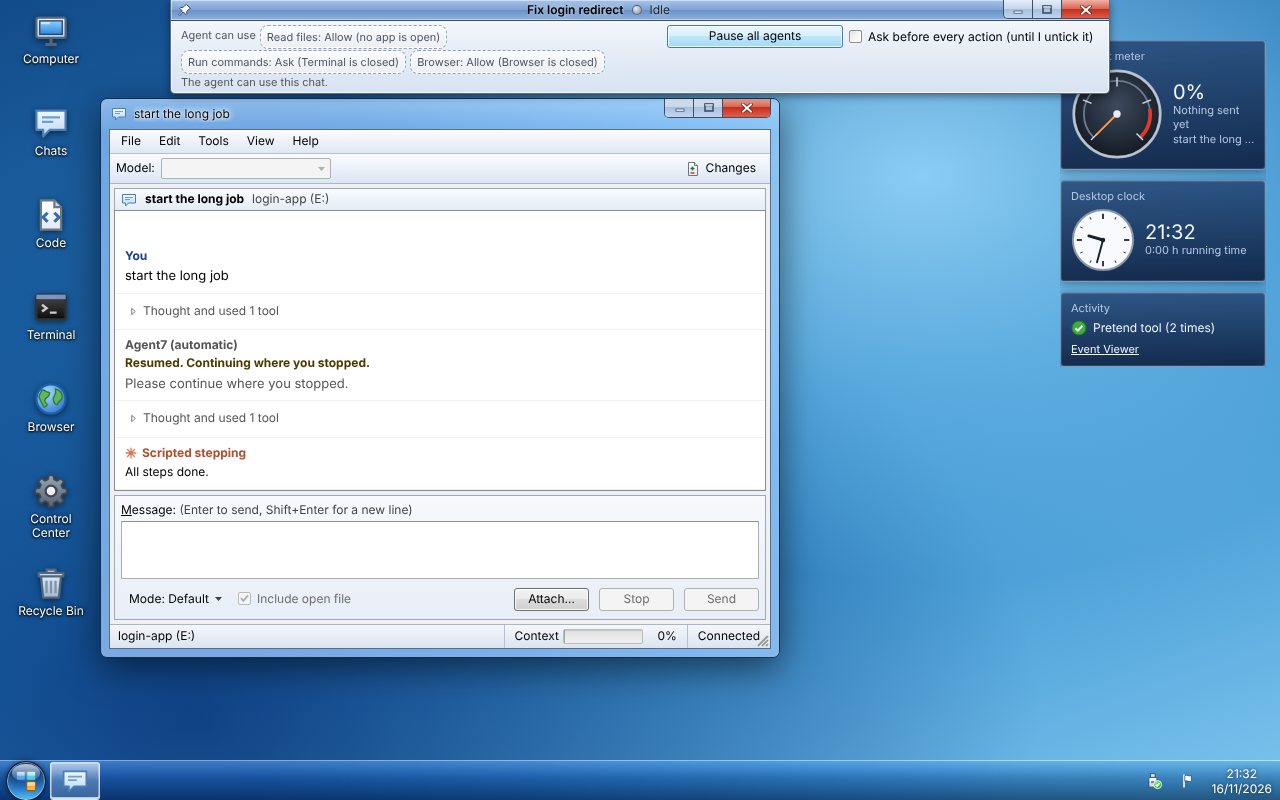 Fix login redirect Idle
Agent can use Read files: Allow (no app is open)
Run commands: Ask (Terminal is closed) Browser: Allow (Browser is closed)
The agent can use this chat.
Pause all agents Ask before every action (until I untick it)
Computer
Chats
Code
Terminal
Browser
Control Center
Recycle Bin
start the long job
File Edit Tools View Help
Model:
Changes
start the long job login-app (E:)
You
start the long job
Thought and used 1 tool
Agent7 (automatic)
Resumed. Continuing where you stopped.
Please continue where you stopped.
Thought and used 1 tool
Scripted stepping
All steps done.
Message: (Enter to send, Shift+Enter for a new line)
Mode: Default Include open file Attach... Stop Send
login-app (E:) Context 0% Connected
meter
0%
Nothing sent
yet
start the long ...
Desktop clock
21:32
0:00 h running time
Activity
Pretend tool (2 times)
Event Viewer
21:32
16/11/2026